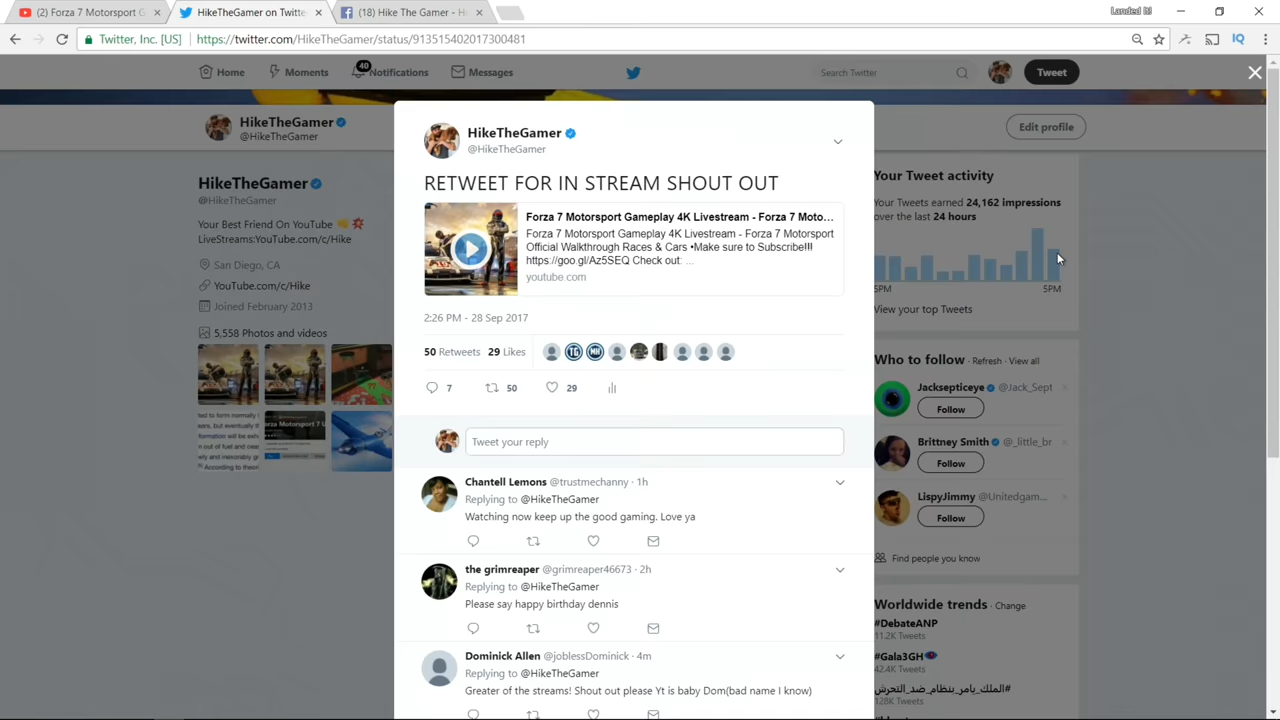 (2) Forza 7 Motorsport G
HikeTheGamer on Twitte
(18) Hike The Gamer - H
Landed It!
Twitter, Inc. [US]
https://twitter.com/HikeTheGamer/status/913515402017300481
IQ
Home
Moments
40
Notifications
Messages
Search Twitter
Tweet
HikeTheGamer
@HikeTheGamer
Edit profile
HikeTheGamer
Your Best Friend On YouTube
LiveStreams:YouTube.com/c/Hike
San Diego, CA
YouTube.com/c/Hike
Joined February 2013
5,558 Photos and videos
HikeTheGamer
@HikeTheGamer
RETWEET FOR IN STREAM SHOUT OUT
Forza 7 Motorsport Gameplay 4K Livestream - Forza 7 Moto...
Forza 7 Motorsport Gameplay 4K Livestream - Forza 7 Motorsport
Official Walkthrough Races & Cars •Make sure to Subscribe!!!
https://goo.gl/Az5SEQ Check out: ...
youtube.com
2:26 PM - 28 Sep 2017
50 Retweets 29 Likes
TG
MH
7
50
29
Tweet your reply
Chantell Lemons @trustmechanny · 1h
Replying to @HikeTheGamer
Watching now keep up the good gaming. Love ya
the grimreaper @grimreaper46673 · 2h
Replying to @HikeTheGamer
Please say happy birthday dennis
Dominick Allen @joblessDominick · 4m
Replying to @HikeTheGamer
Greater of the streams! Shout out please Yt is baby Dom(bad name I know)
Your Tweet activity
Your Tweets earned 24,162 impressions
over the last 24 hours
5PM
5PM
View your top Tweets
Who to follow · Refresh · View all
Jacksepticeye @Jack_Sept
Follow
Brittney Smith @_little_br
Follow
LispyJimmy @Unitedgam...
Follow
Find people you know
Worldwide trends · Change
#DebateANP
11.2K Tweets
#Gala3GH
42.4K Tweets
#الملك_يامر_بنظام_ضد_التحرش
128K Tweets